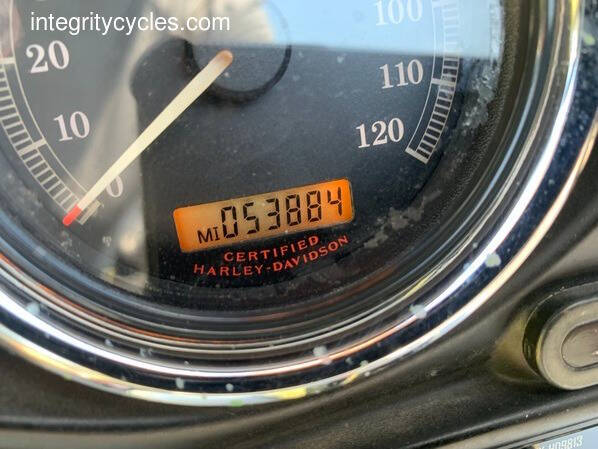 integritycycles.com
100
20
110
10
120
0
MI 053884
CERTIFIED
HARLEY-DAVIDSON